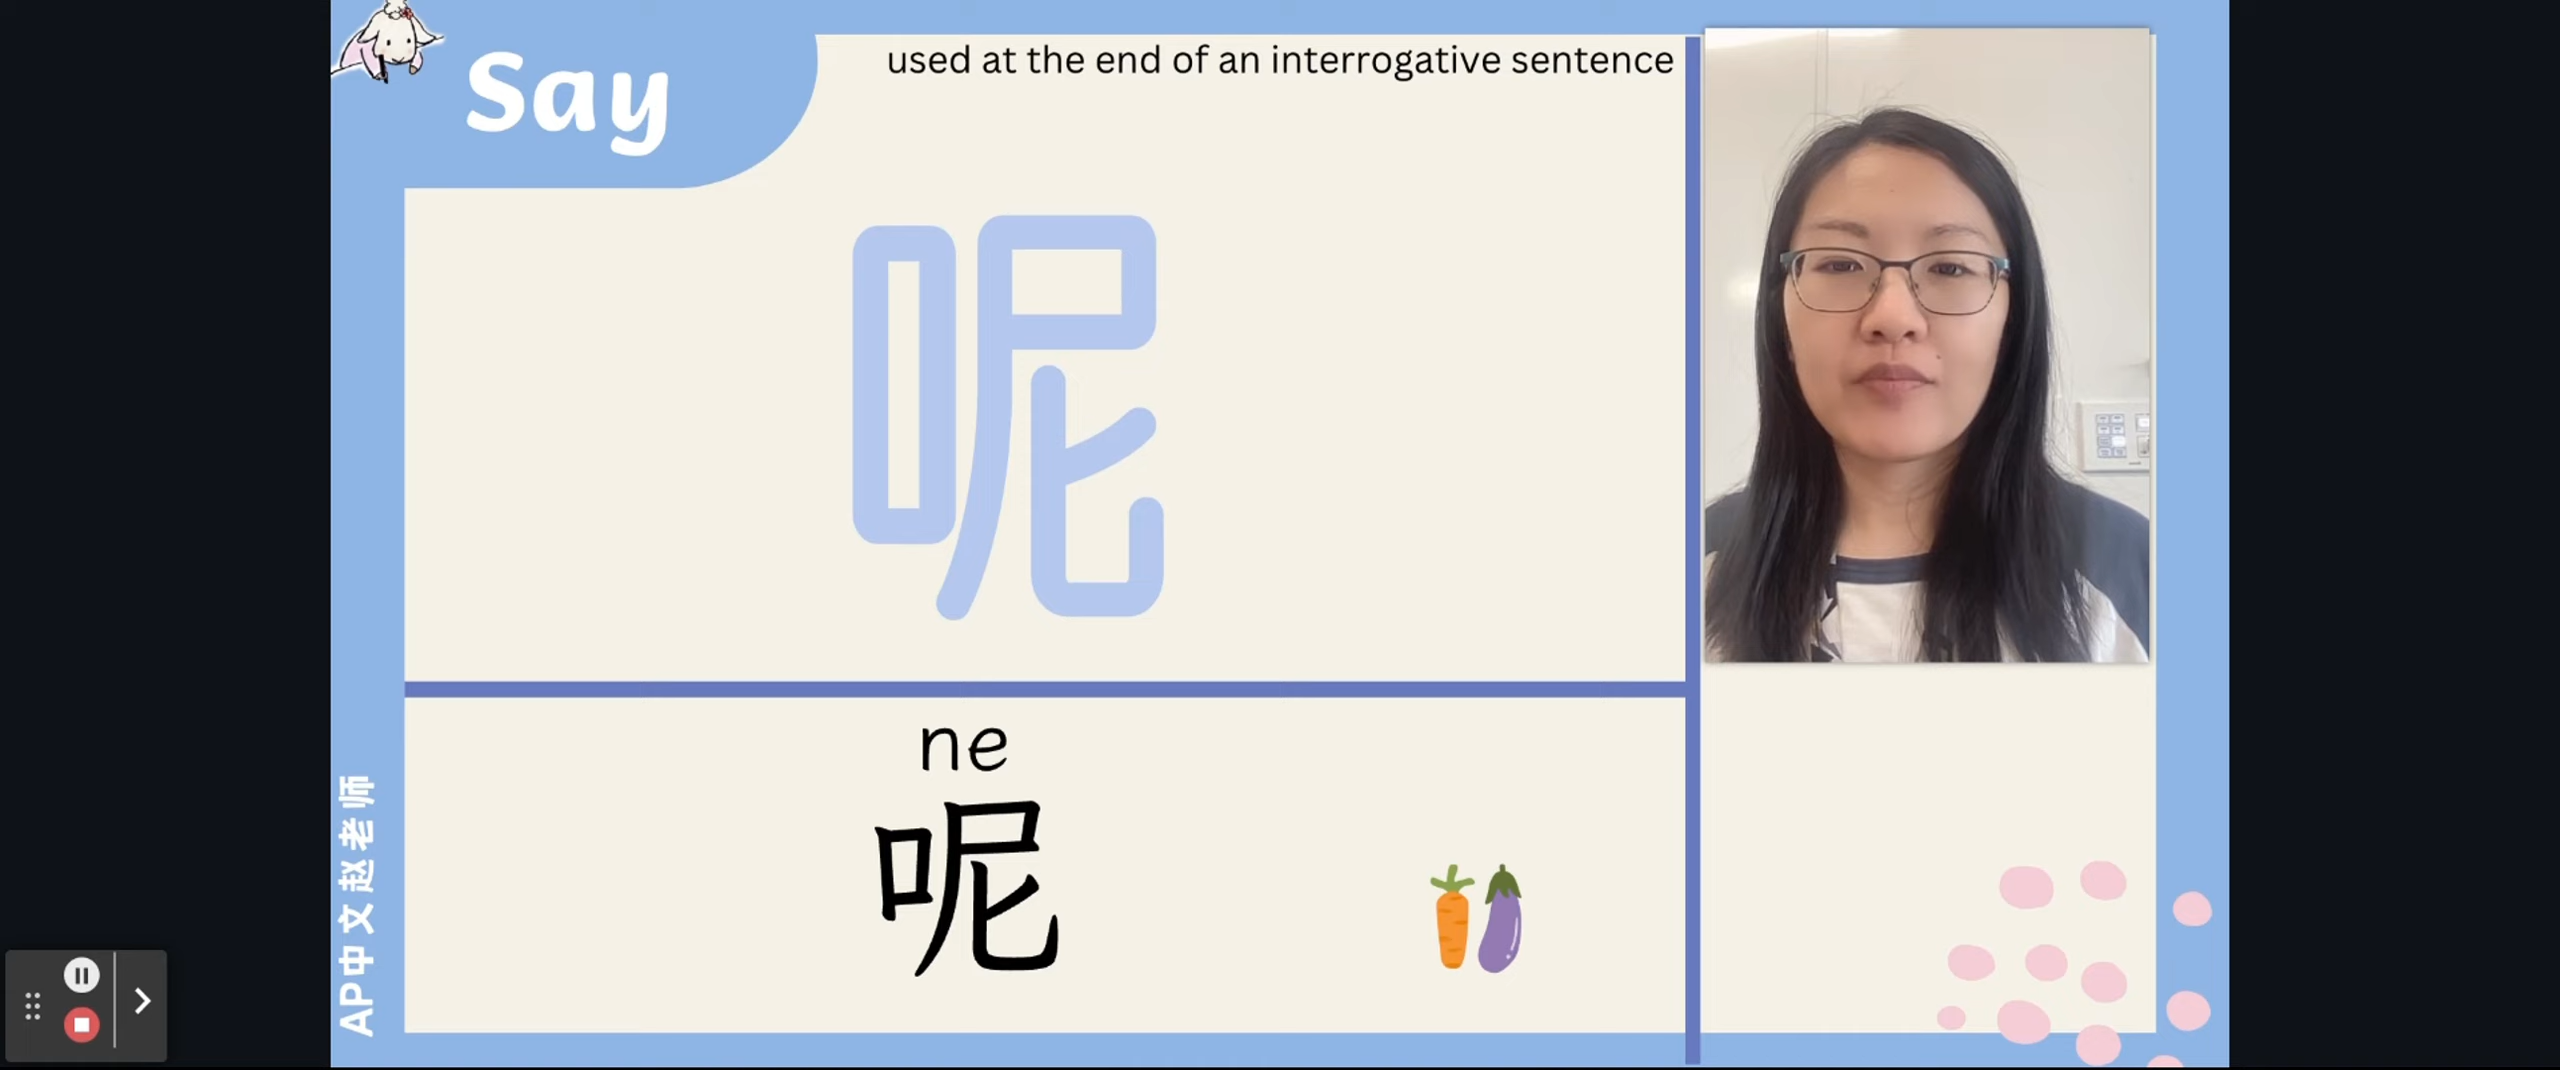 Say
used at the end of an interrogative sentence
呢
ne
呢
AP中文赵老师